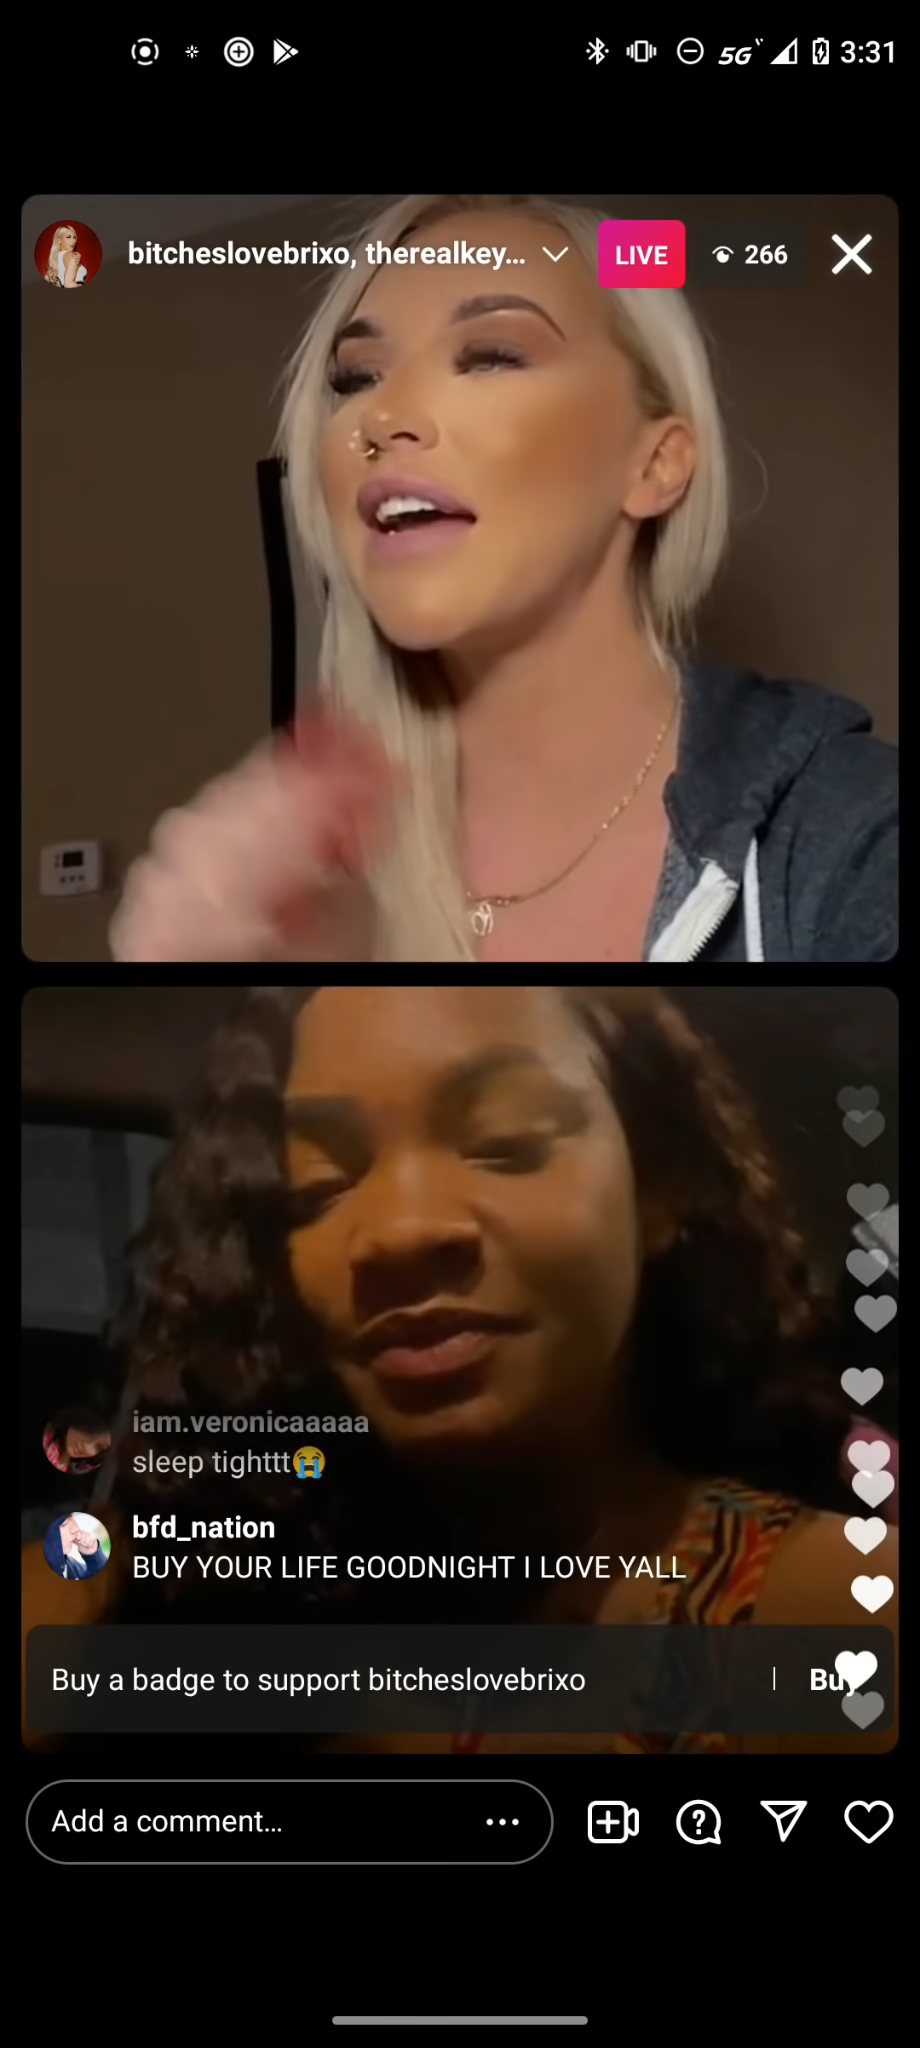 5G 3:31
bitcheslovebrixo, therealkey... LIVE 266
iam.veronicaaaaa
sleep tighttt😭
bfd_nation
BUY YOUR LIFE GOODNIGHT I LOVE YALL
Buy a badge to support bitcheslovebrixo | Buy
Add a comment...